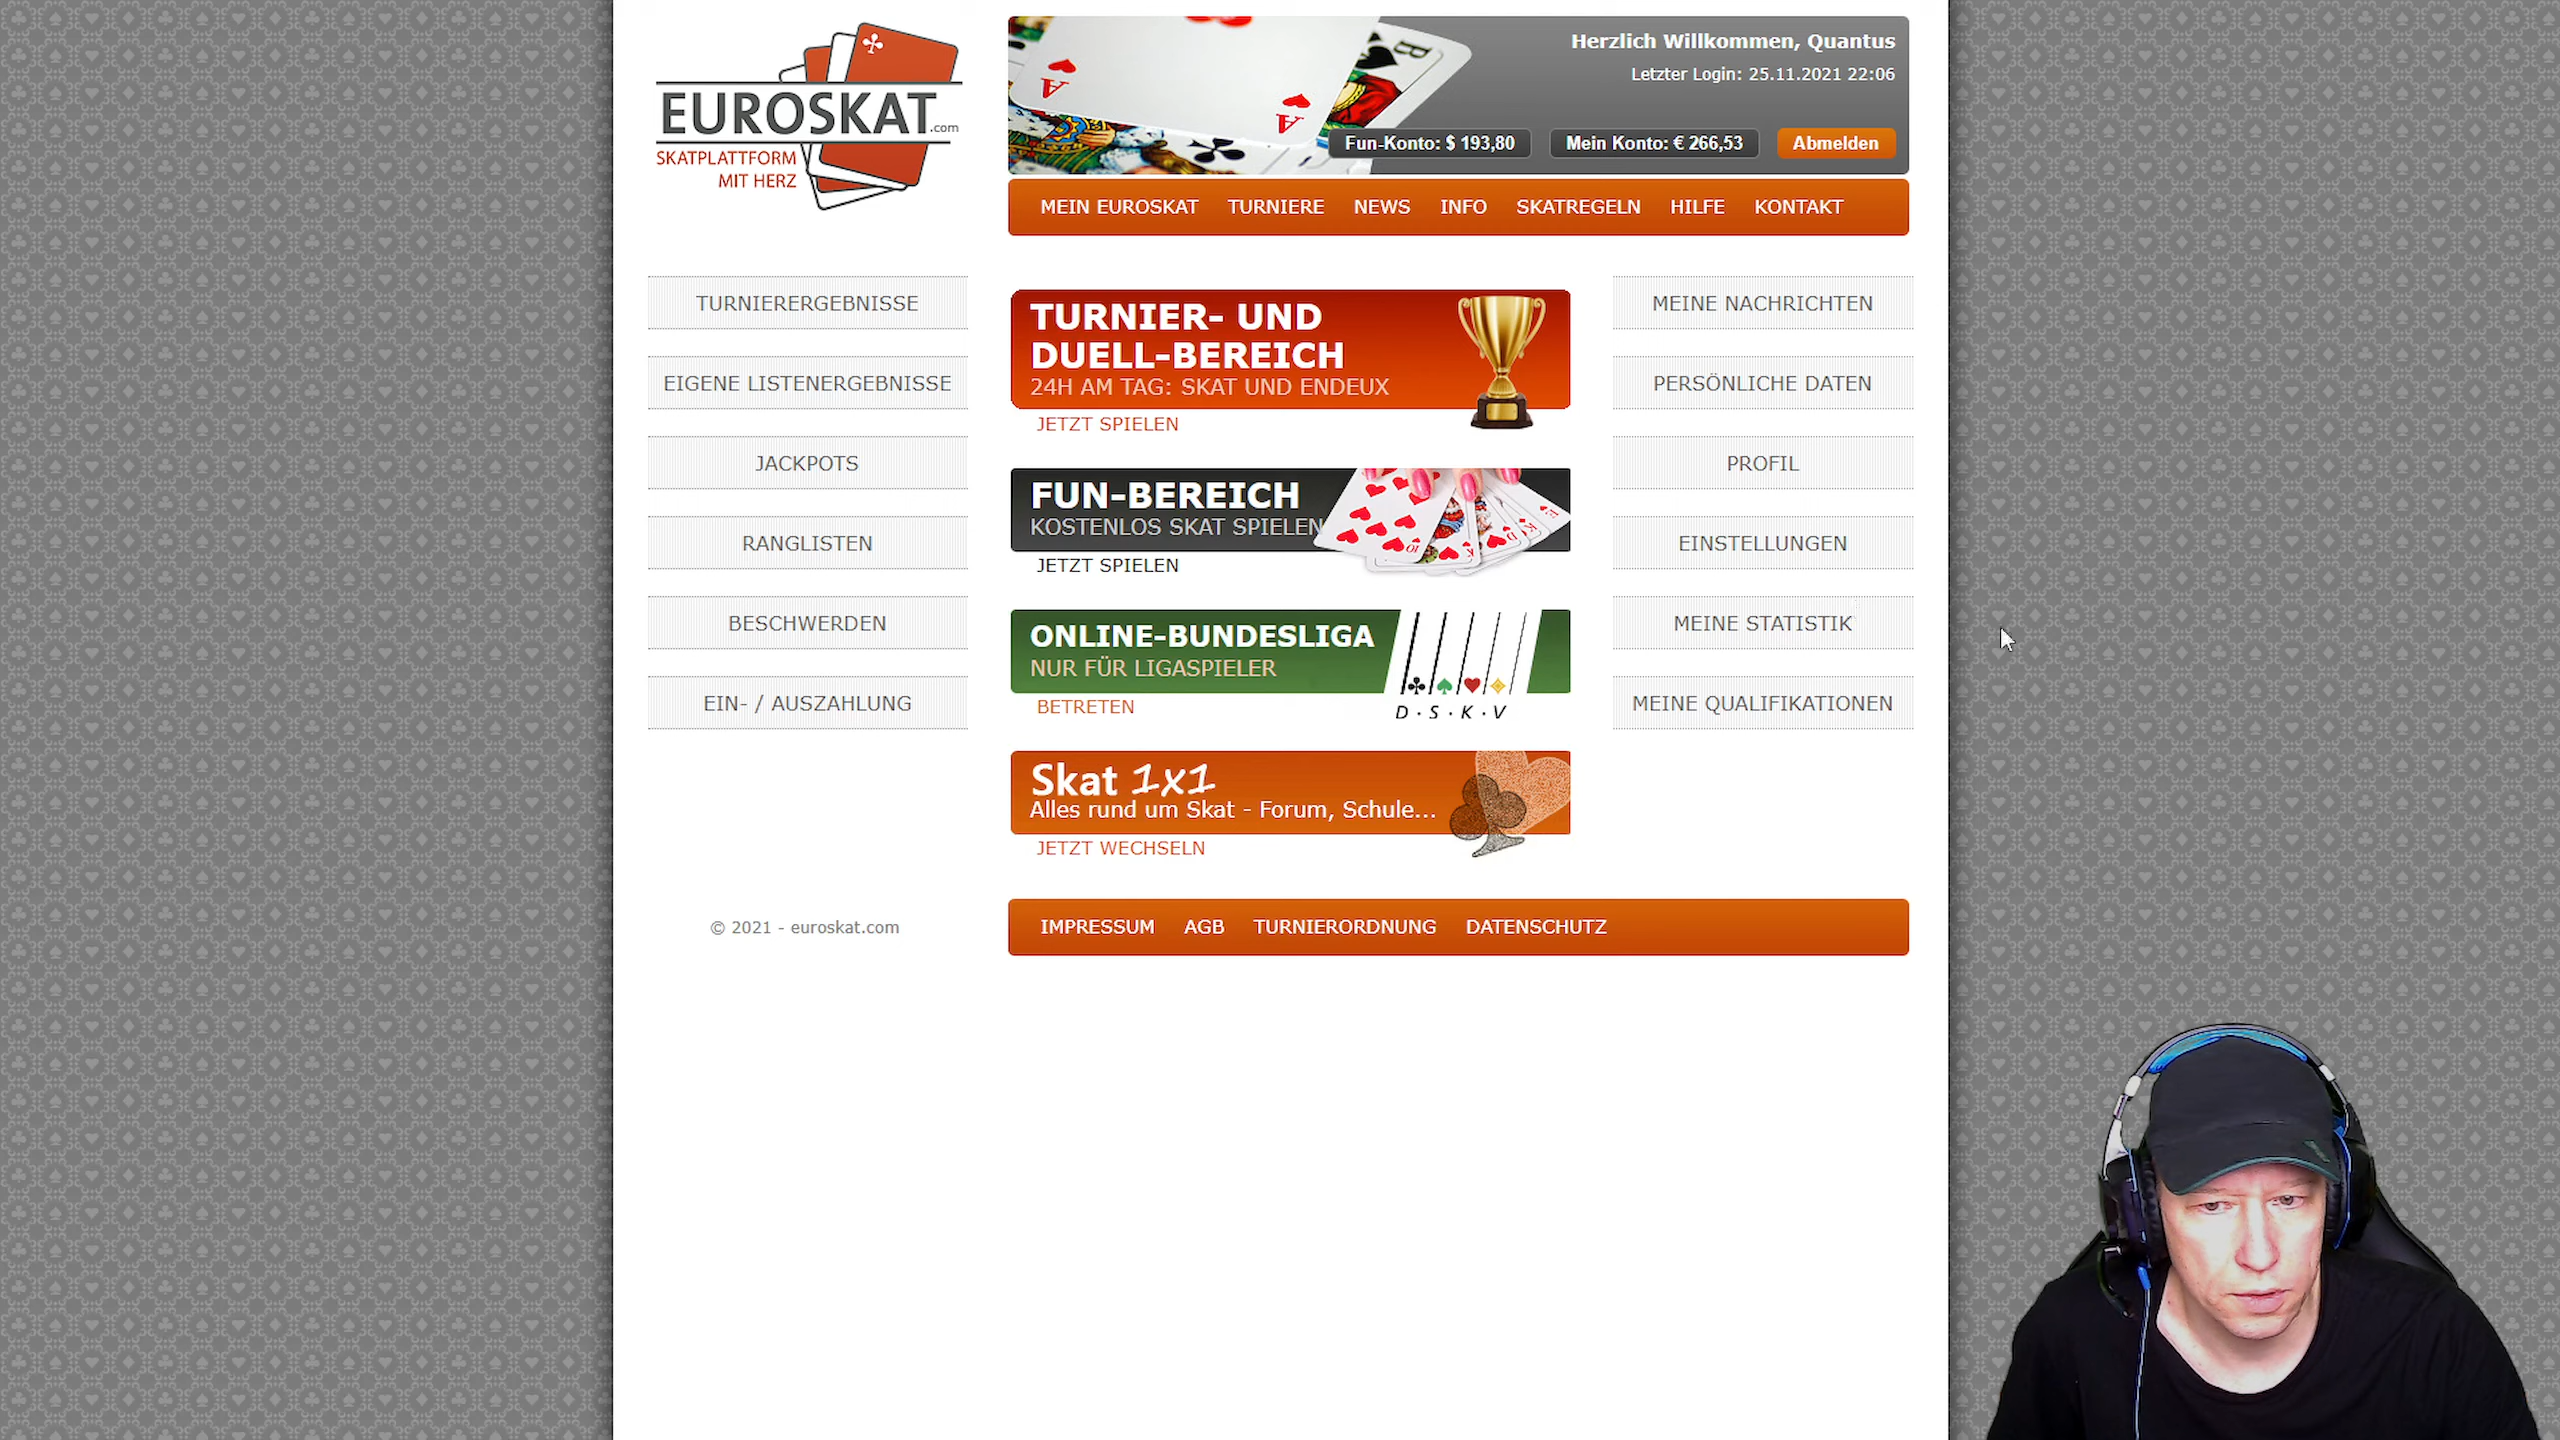 EUROSKAT.com
SKATPLATTFORM
MIT HERZ
Herzlich Willkommen, Quantus
Letzter Login: 25.11.2021 22:06
Fun-Konto: $ 193,80
Mein Konto: € 266,53
Abmelden
MEIN EUROSKAT TURNIERE NEWS INFO SKATREGELN HILFE KONTAKT
TURNIERERGEBNISSE
EIGENE LISTENERGEBNISSE
JACKPOTS
RANGLISTEN
BESCHWERDEN
EIN- / AUSZAHLUNG
TURNIER- UND
DUELL-BEREICH
24H AM TAG: SKAT UND ENDEUX
JETZT SPIELEN
FUN-BEREICH
KOSTENLOS SKAT SPIELEN
JETZT SPIELEN
ONLINE-BUNDESLIGA
NUR FÜR LIGASPIELER
D·S·K·V
BETRETEN
Skat 1x1
Alles rund um Skat - Forum, Schule...
JETZT WECHSELN
MEINE NACHRICHTEN
PERSÖNLICHE DATEN
PROFIL
EINSTELLUNGEN
MEINE STATISTIK
MEINE QUALIFIKATIONEN
© 2021 - euroskat.com
IMPRESSUM AGB TURNIERORDNUNG DATENSCHUTZ